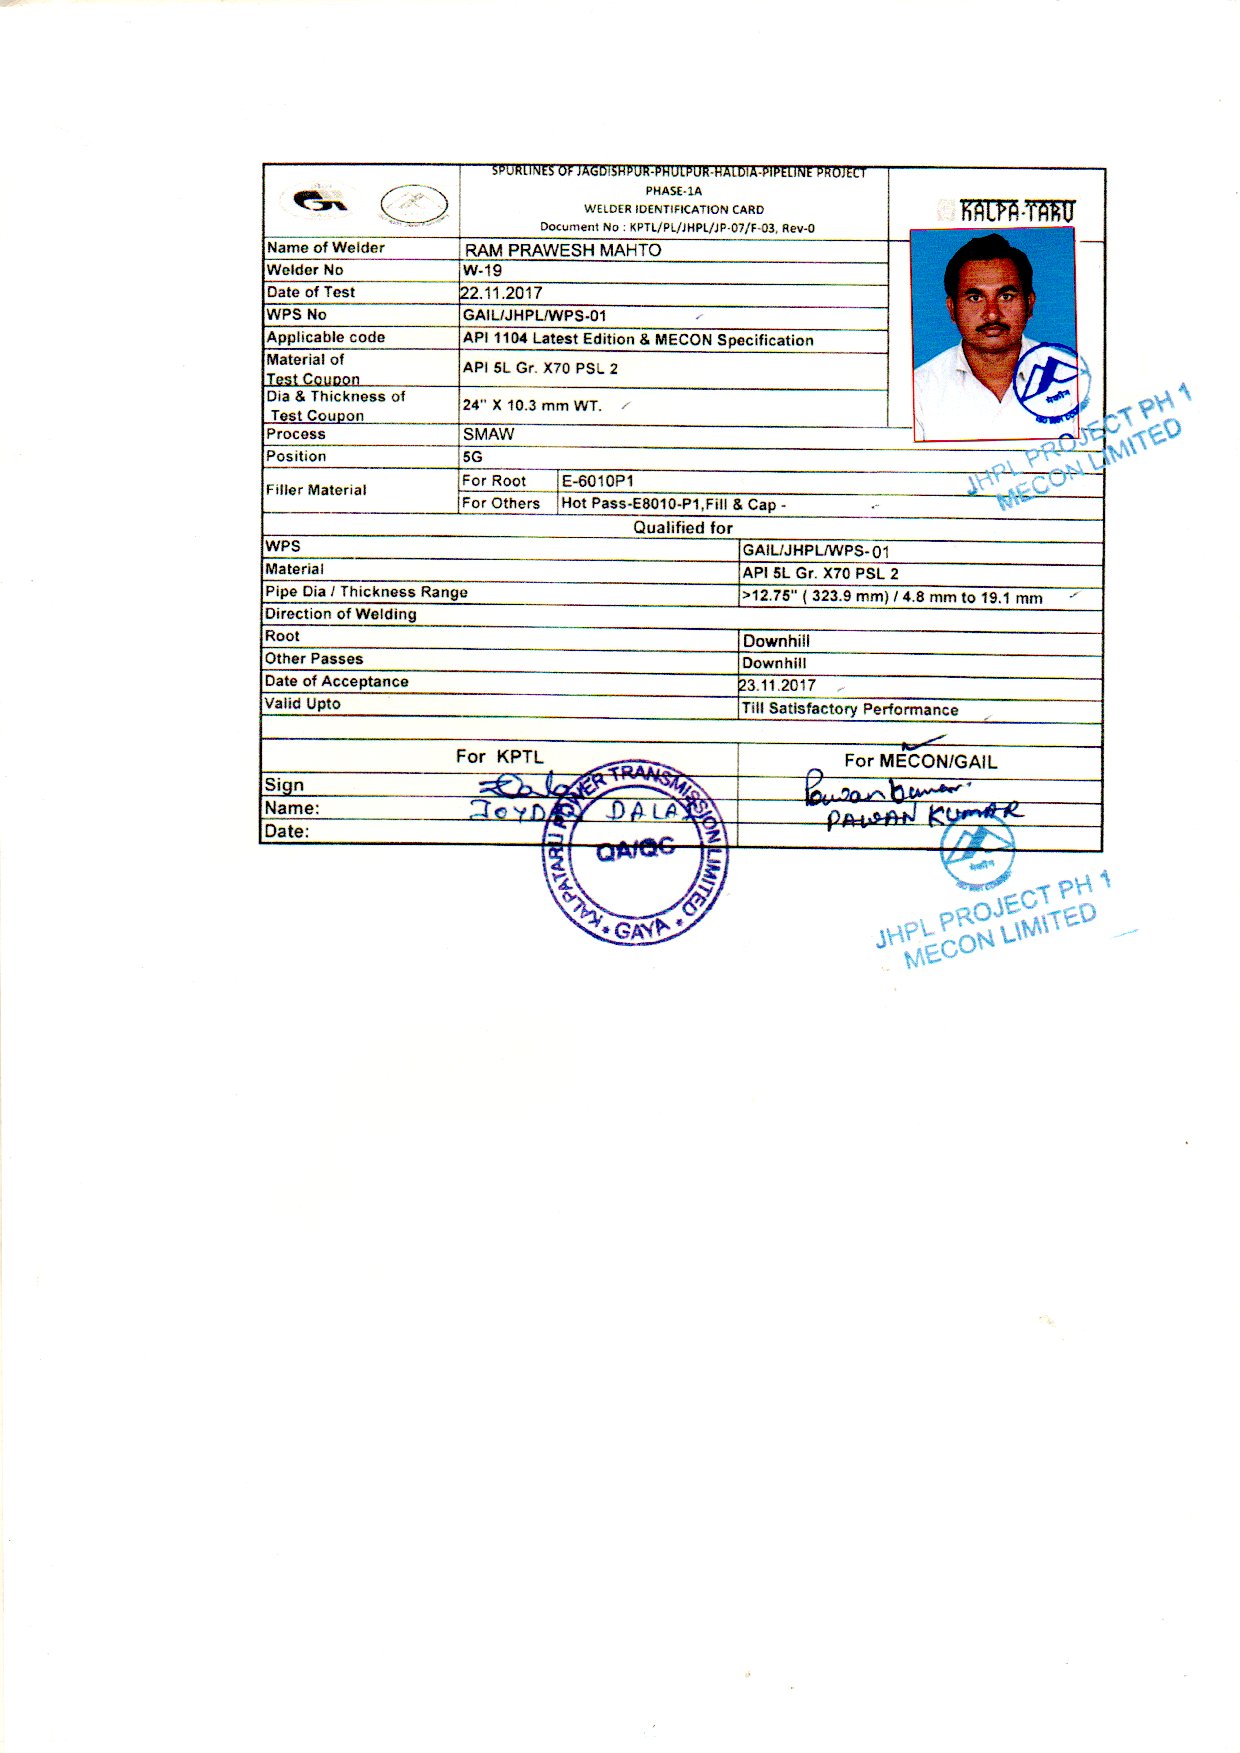 SPURLINES OF JAGDISHPUR-PHULPUR-HALDIA-PIPELINE PROJECT
PHASE-1A
WELDER IDENTIFICATION CARD
Document No : KPTL/PL/JHPL/JP-07/F-03, Rev-0
KALPA-TARU
Name of Welder RAM PRAWESH MAHTO
Welder No W-19
Date of Test 22.11.2017
WPS No GAIL/JHPL/WPS-01
Applicable code API 1104 Latest Edition & MECON Specification
Material of
Test Coupon API 5L Gr. X70 PSL 2
Dia & Thickness of
Test Coupon 24" X 10.3 mm WT.
Process SMAW
Position 5G
Filler Material For Root E-6010P1
For Others Hot Pass-E8010-P1,Fill & Cap -
JHPL PROJECT PH 1
MECON LIMITED
Qualified for
WPS GAIL/JHPL/WPS-01
Material API 5L Gr. X70 PSL 2
Pipe Dia / Thickness Range >12.75" ( 323.9 mm) / 4.8 mm to 19.1 mm
Direction of Welding
Root Downhill
Other Passes Downhill
Date of Acceptance 23.11.2017
Valid Upto Till Satisfactory Performance
For KPTL For MECON/GAIL
Sign Pawan Kumar
Name: DALAL PAWAN KUMAR
Date:
KALPATARU POWER TRANSMISSION LIMITED
QA/QC
* GAYA *
JHPL PROJECT PH 1
MECON LIMITED